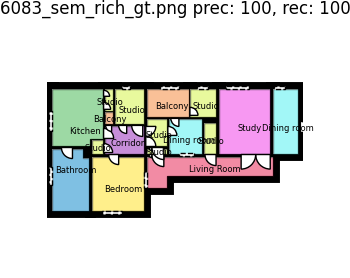 6083_sem_rich_gt.png prec: 100, rec: 100
Studio
Balcony
Studio
Studio
Balcony
Kitchen
Study
Dining room
Studio
Corridor
Dining room
Studio
Studio
Studio
Bathroom
Living Room
Bedroom